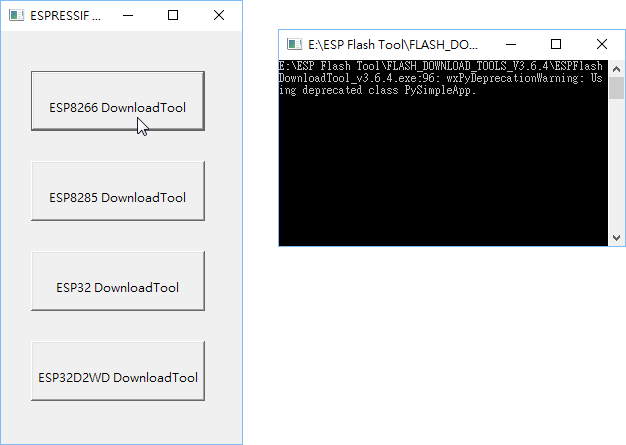 ESPRESSIF ...
ESP8266 DownloadTool
ESP8285 DownloadTool
ESP32 DownloadTool
ESP32D2WD DownloadTool
E:\ESP Flash Tool\FLASH_DO...
E:\ESP Flash Tool\FLASH_DOWNLOAD_TOOLS_V3.6.4\ESPFlash
DownloadTool_v3.6.4.exe:96: wxPyDeprecationWarning: Us
ing deprecated class PySimpleApp.